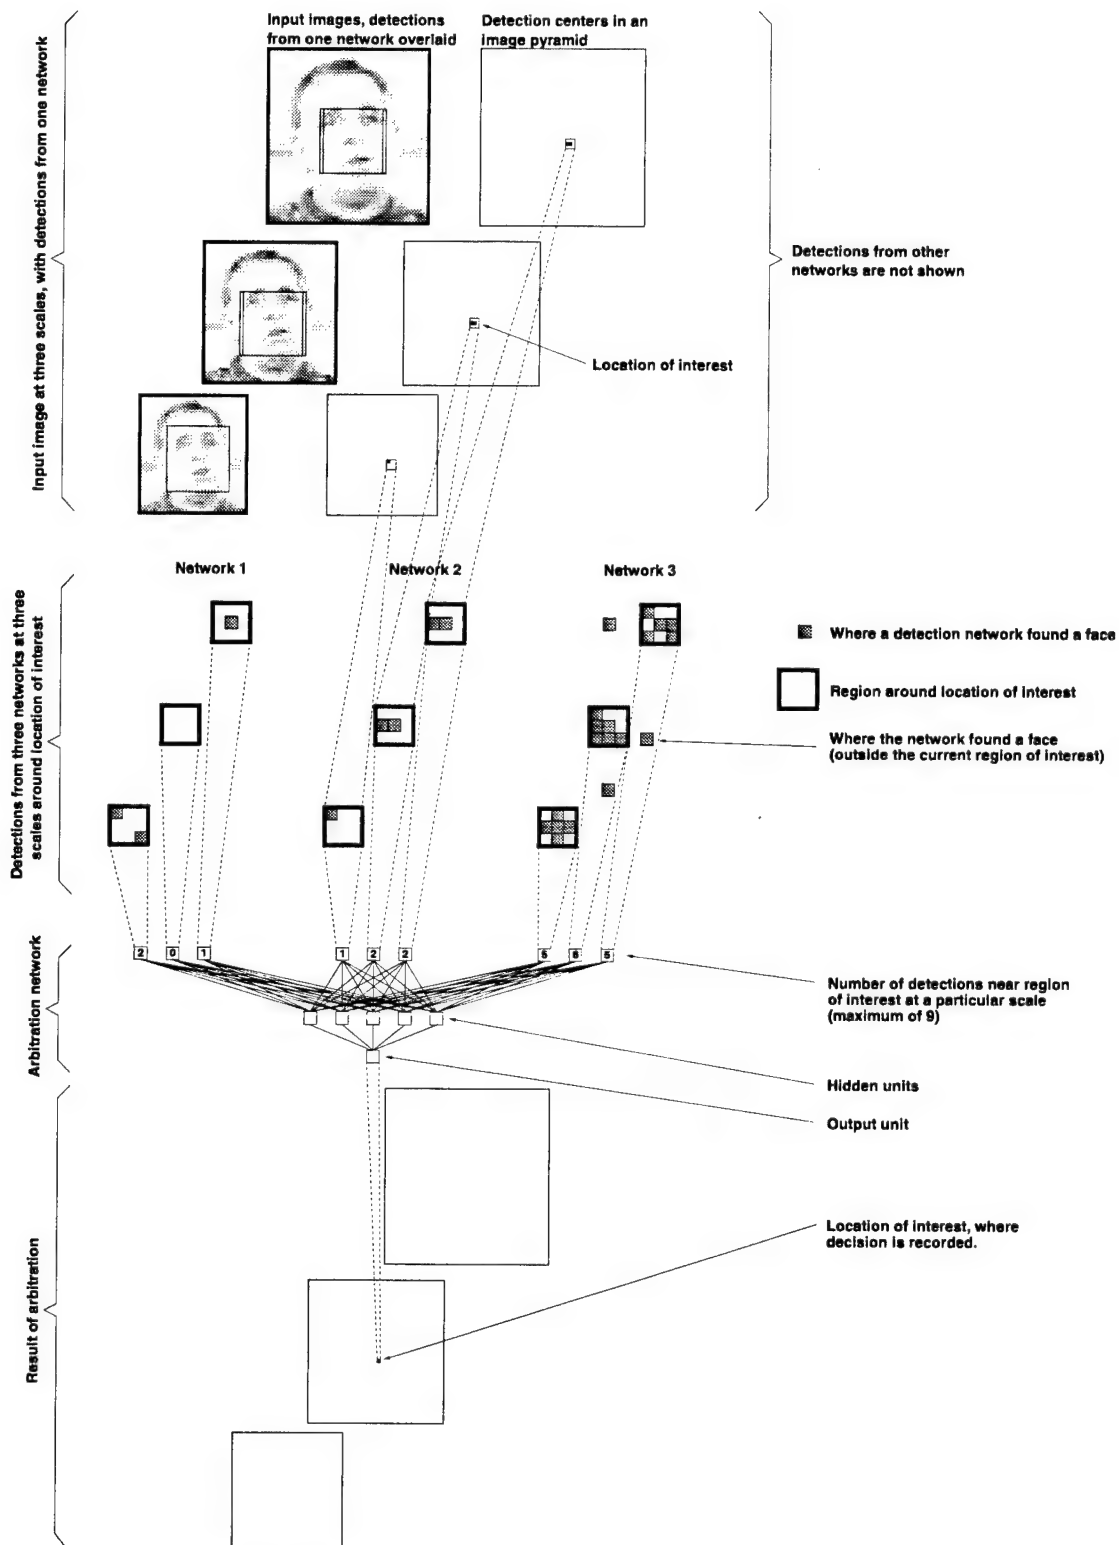 Input images, detections
from one network overlaid
Detection centers in an
image pyramid
Input image at three scales, with detections from one network
Detections from other
networks are not shown
Location of interest
Network 1
Network 2
Network 3
Detections from three networks at three
scales around location of interest
Where a detection network found a face
Region around location of interest
Where the network found a face
(outside the current region of interest)
Arbitration network
2 0 1
1 2 2
5 6 5
Number of detections near region
of interest at a particular scale
(maximum of 9)
Hidden units
Output unit
Result of arbitration
Location of interest, where
decision is recorded.